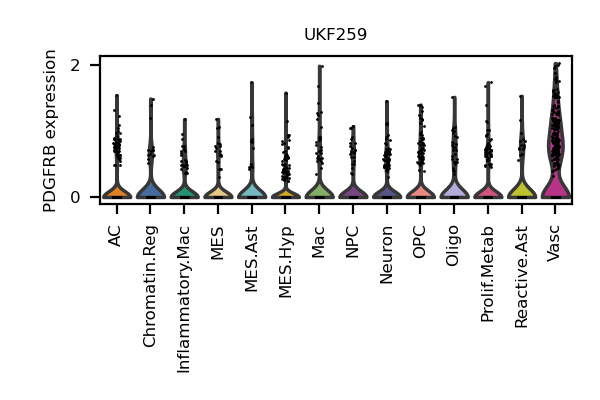 UKF259
PDGFRB expression
2
0
AC
Chromatin.Reg
Inflammatory.Mac
MES
MES.Ast
MES.Hyp
Mac
NPC
Neuron
OPC
Oligo
Prolif.Metab
Reactive.Ast
Vasc